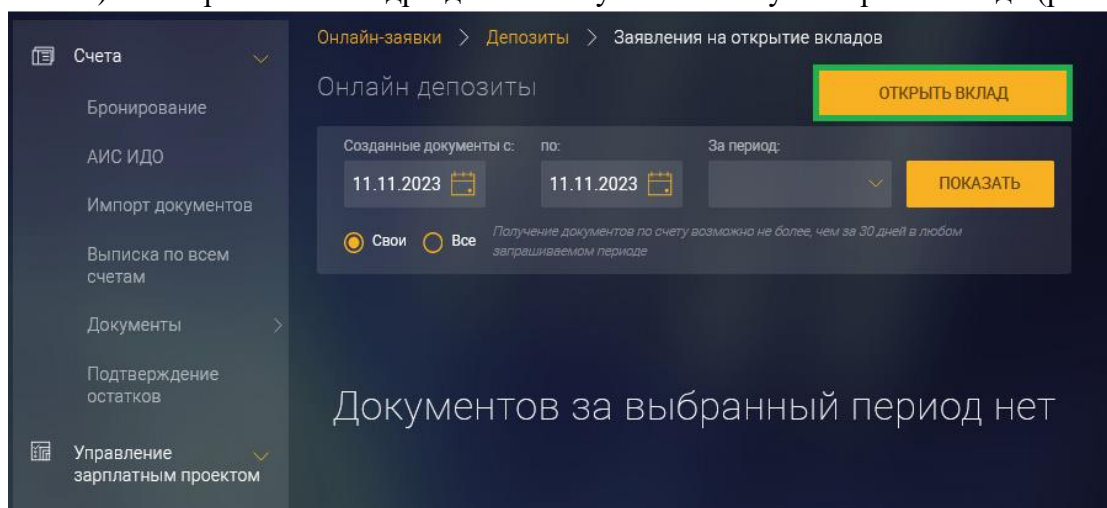 Онлайн-заявки > Депозиты > Заявления на открытие вкладов
Счета
Онлайн депозиты
ОТКРЫТЬ ВКЛАД
Бронирование
АИС ИДО
Импорт документов
Выписка по всем
счетам
Документы >
Подтверждение
остатков
Управление
зарплатным проектом
Созданные документы с: по: За период:
11.11.2023 11.11.2023 ПОКАЗАТЬ
Свои Все
Получение документов по счету возможно не более, чем за 30 дней в любом
запрашиваемом периоде
Документов за выбранный период нет